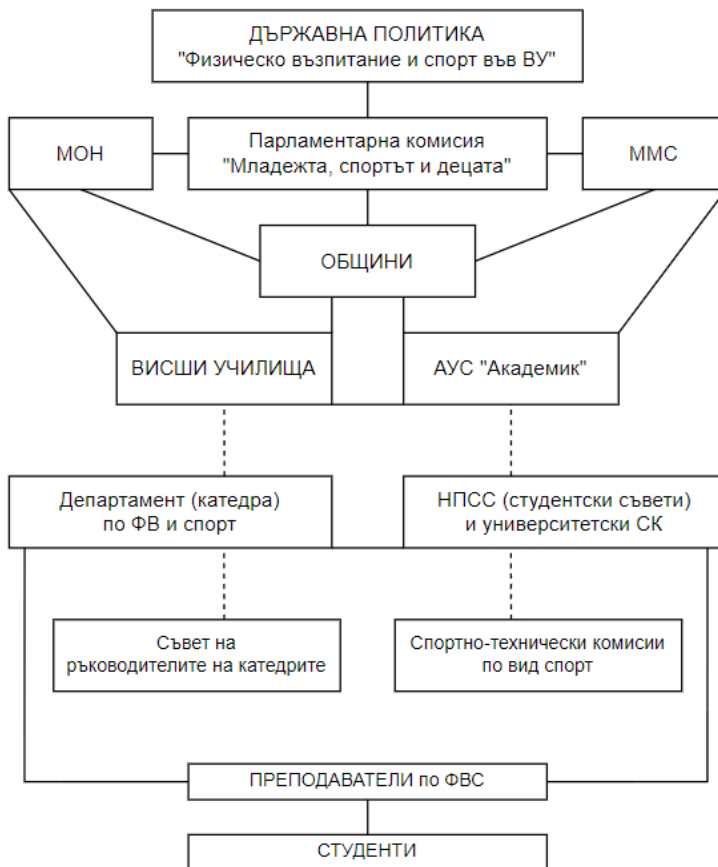 ДЪРЖАВНА ПОЛИТИКА
"Физическо възпитание и спорт във ВУ"
МОН
Парламентарна комисия
"Младежта, спортът и децата"
ММС
ОБЩИНИ
ВИСШИ УЧИЛИЩА
АУС "Академик"
Департамент (катедра)
по ФВ и спорт
НПСС (студентски съвети)
и университетски СК
Съвет на
ръководителите на катедрите
Спортно-технически комисии
по вид спорт
ПРЕПОДАВАТЕЛИ по ФВС
СТУДЕНТИ